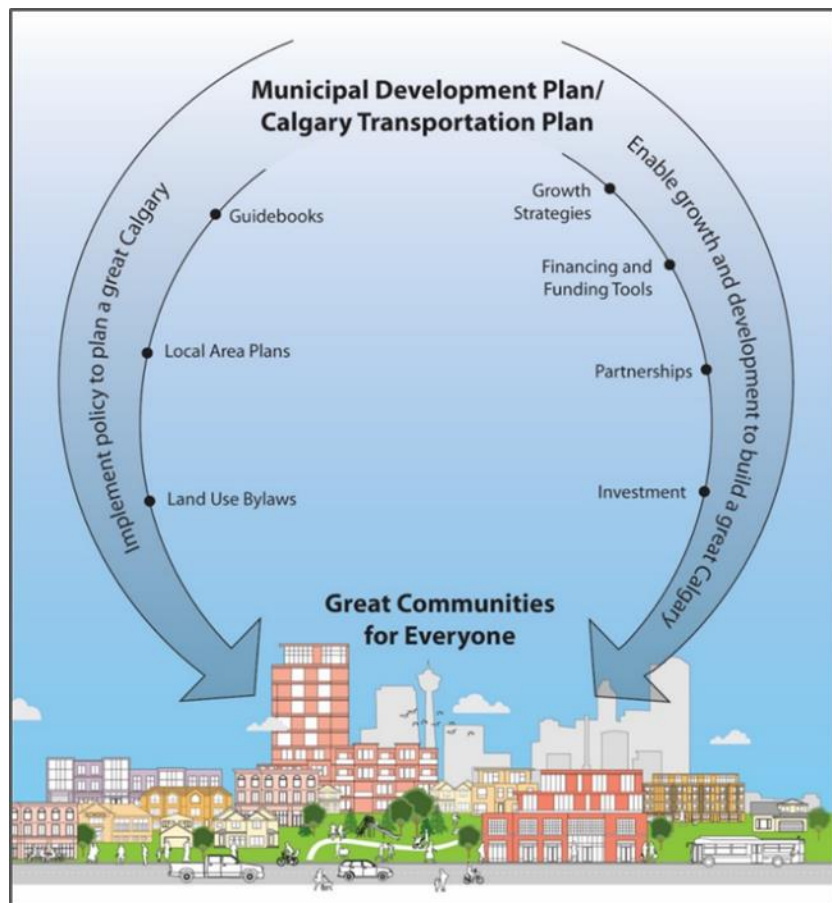 Municipal Development Plan/
Calgary Transportation Plan
Implement policy to plan a great Calgary
Guidebooks
Local Area Plans
Land Use Bylaws
Growth
Strategies
Financing and
Funding Tools
Partnerships
Investment
Enable growth and development to build a great Calgary
Great Communities
for Everyone